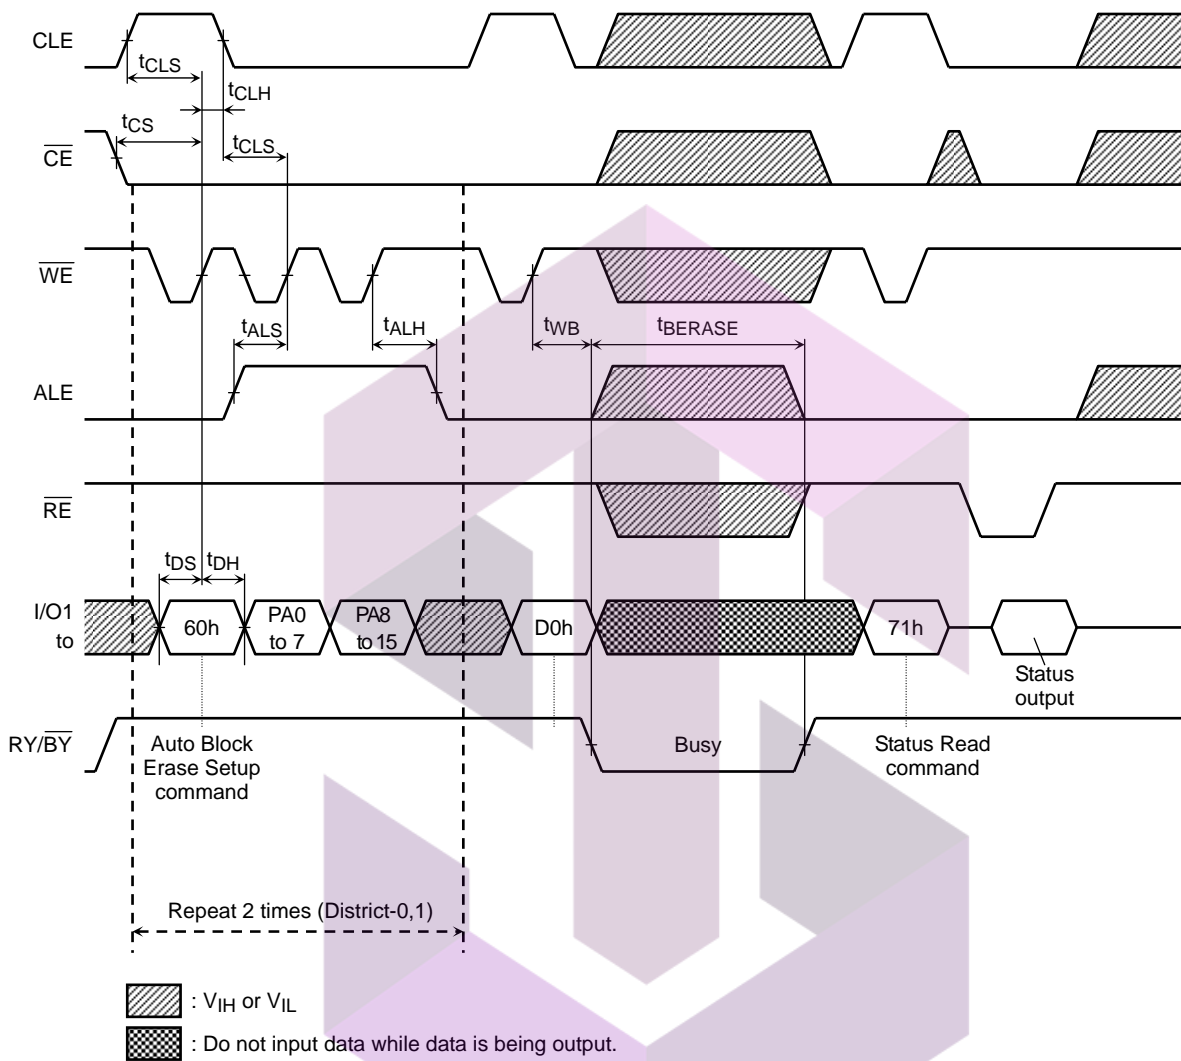 CLE
tCLS
tCLH
tCS
CE
tCLS
WE
tALS
tALH
tWB
tBERASE
ALE
RE
tDS
tDH
I/O1
to
60h
PA0
to 7
PA8
to 15
D0h
71h
Status
output
RY/BY
Auto Block
Erase Setup
command
Busy
Status Read
command
Repeat 2 times (District-0,1)
: VIH or VIL
: Do not input data while data is being output.